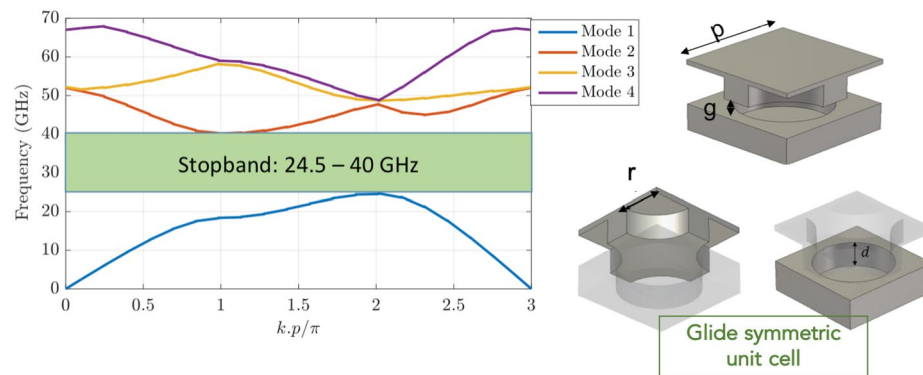 70
60
50
40
30
20
10
0
Frequency (GHz)
0
0.5
1
1.5
2
2.5
3
k.p/π
Stopband: 24.5 – 40 GHz
Mode 1
Mode 2
Mode 3
Mode 4
p
g
r
d
Glide symmetric
unit cell